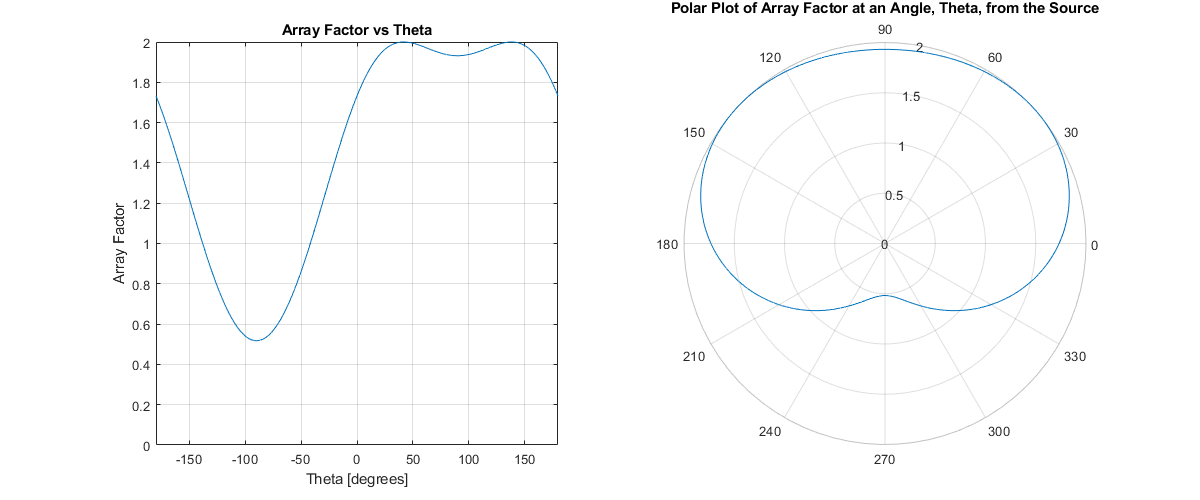 Array Factor vs Theta
2
1.8
1.6
1.4
1.2
1
0.8
0.6
0.4
0.2
0
Array Factor
-150 -100 -50 0 50 100 150
Theta [degrees]
Polar Plot of Array Factor at an Angle, Theta, from the Source
90
120 2 60
1.5
150 1 30
0.5
180 0 0
210 330
240 300
270